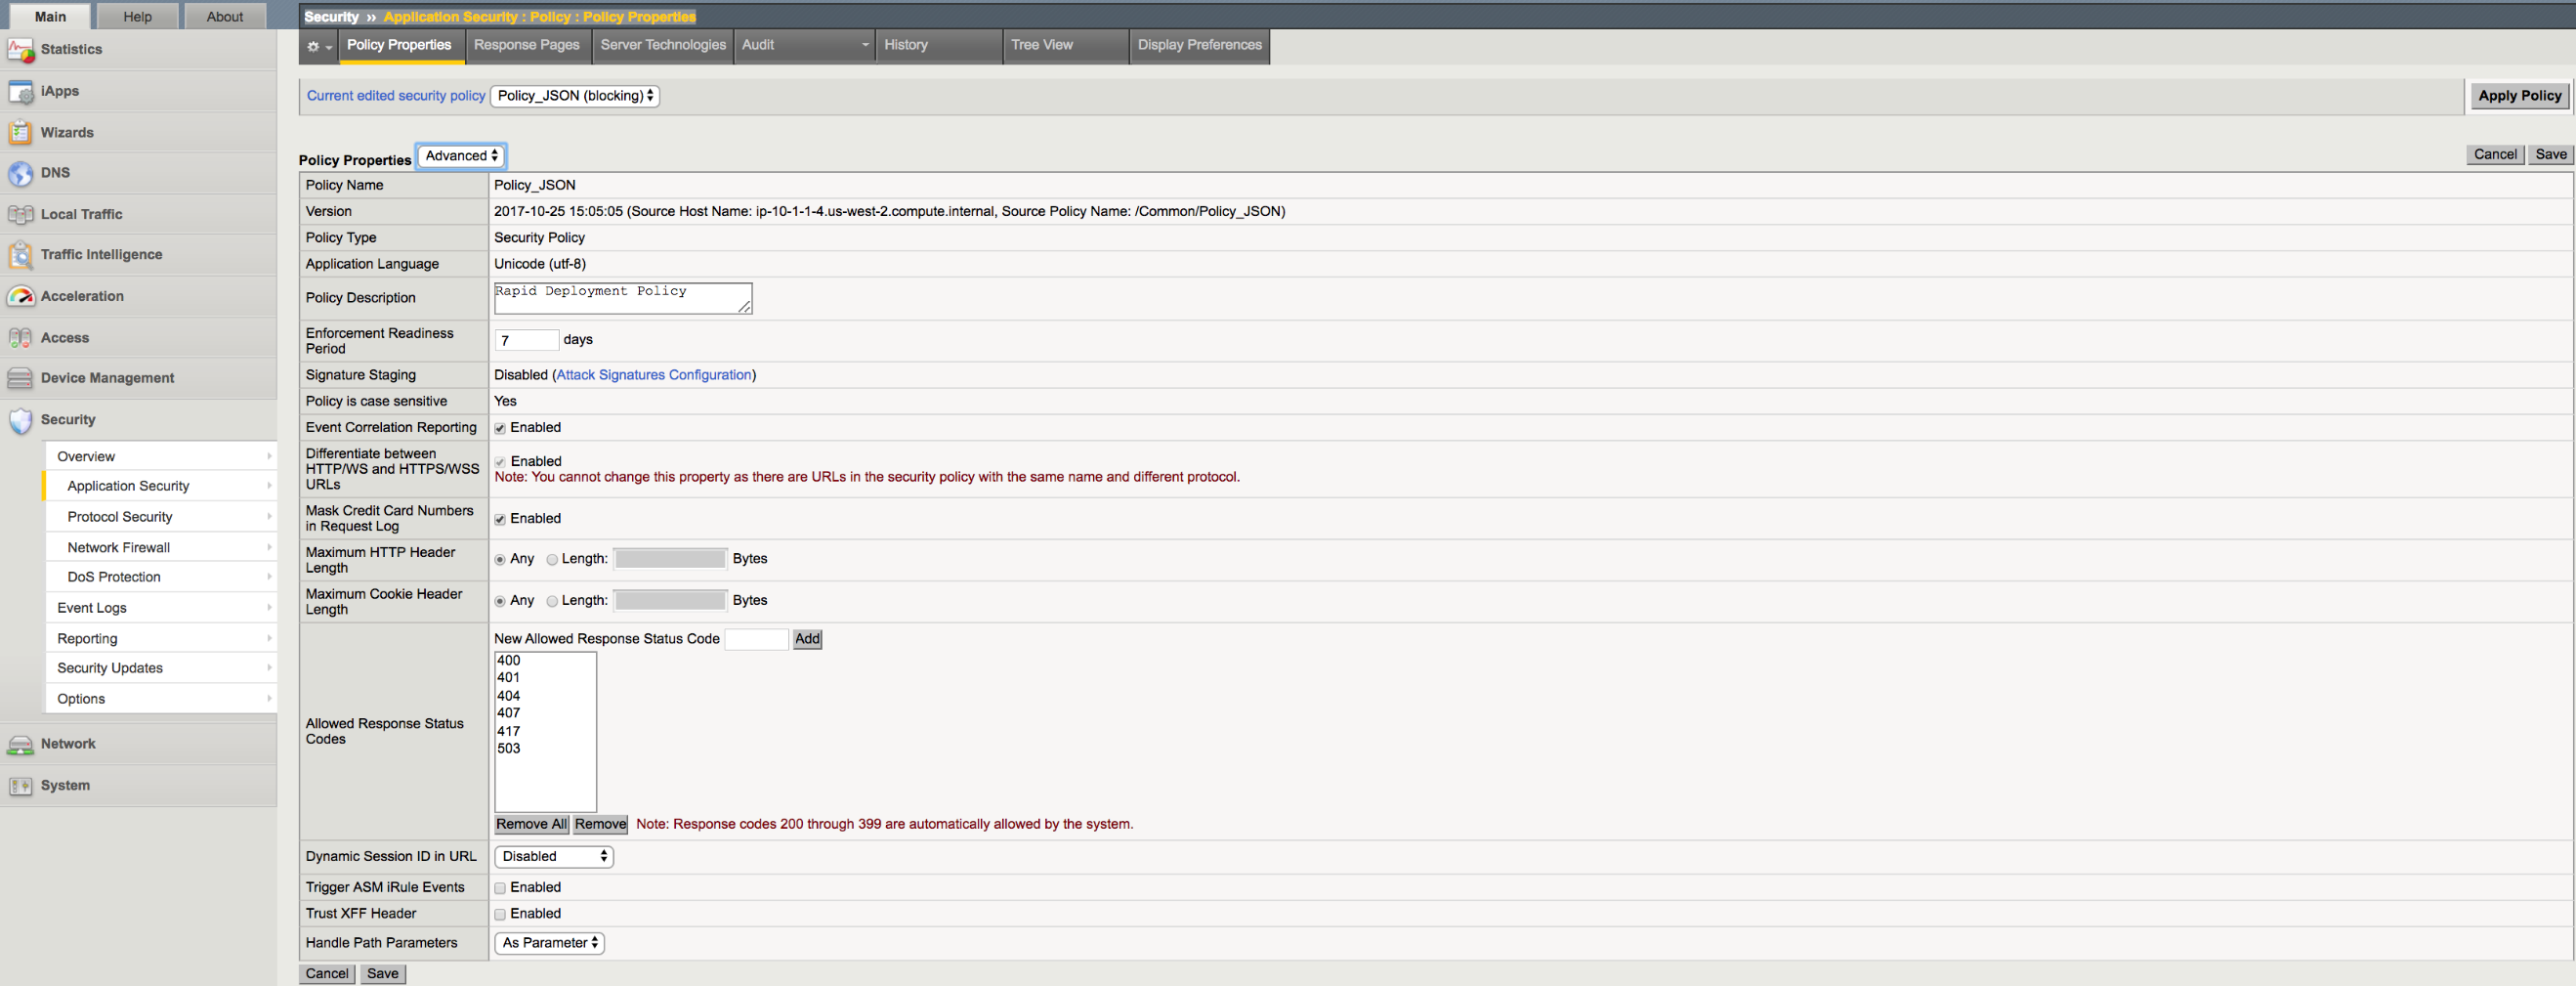 Main Help About
Security » Application Security : Policy : Policy Properties
Policy Properties Response Pages Server Technologies Audit History Tree View Display Preferences
Statistics
iApps
Wizards
DNS
Local Traffic
Traffic Intelligence
Acceleration
Access
Device Management
Security
Overview
Application Security
Protocol Security
Network Firewall
DoS Protection
Event Logs
Reporting
Security Updates
Options
Network
System
Current edited security policy Policy_JSON (blocking) Apply Policy
Policy Properties Advanced Cancel Save
Policy Name Policy_JSON
Version 2017-10-25 15:05:05 (Source Host Name: ip-10-1-1-4.us-west-2.compute.internal, Source Policy Name: /Common/Policy_JSON)
Policy Type Security Policy
Application Language Unicode (utf-8)
Policy Description Rapid Deployment Policy
Enforcement Readiness
Period 7 days
Signature Staging Disabled (Attack Signatures Configuration)
Policy is case sensitive Yes
Event Correlation Reporting Enabled
Differentiate between
HTTP/WS and HTTPS/WSS
URLs
Enabled
Note: You cannot change this property as there are URLs in the security policy with the same name and different protocol.
Mask Credit Card Numbers
in Request Log
Enabled
Maximum HTTP Header
Length
Any Length: Bytes
Maximum Cookie Header
Length
Any Length: Bytes
Allowed Response Status
Codes
New Allowed Response Status Code Add
400
401
404
407
417
503
Remove All Remove Note: Response codes 200 through 399 are automatically allowed by the system.
Dynamic Session ID in URL Disabled
Trigger ASM iRule Events Enabled
Trust XFF Header Enabled
Handle Path Parameters As Parameter
Cancel Save